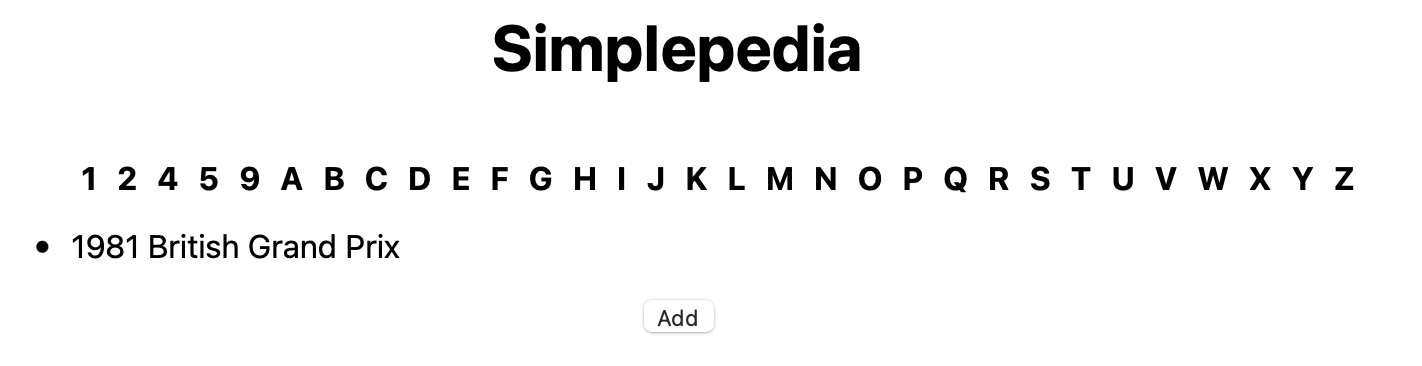 Simplepedia
1 2 4 5 9 A B C D E F G H I J K L M N O P Q R S T U V W X Y Z
• 1981 British Grand Prix
Add